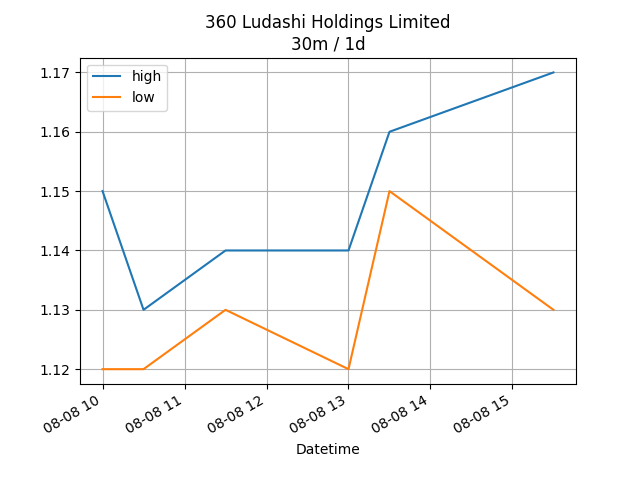 360 Ludashi Holdings Limited
30m / 1d
high
low
1.17
1.16
1.15
1.14
1.13
1.12
08-08 10
08-08 11
08-08 12
08-08 13
08-08 14
08-08 15
Datetime